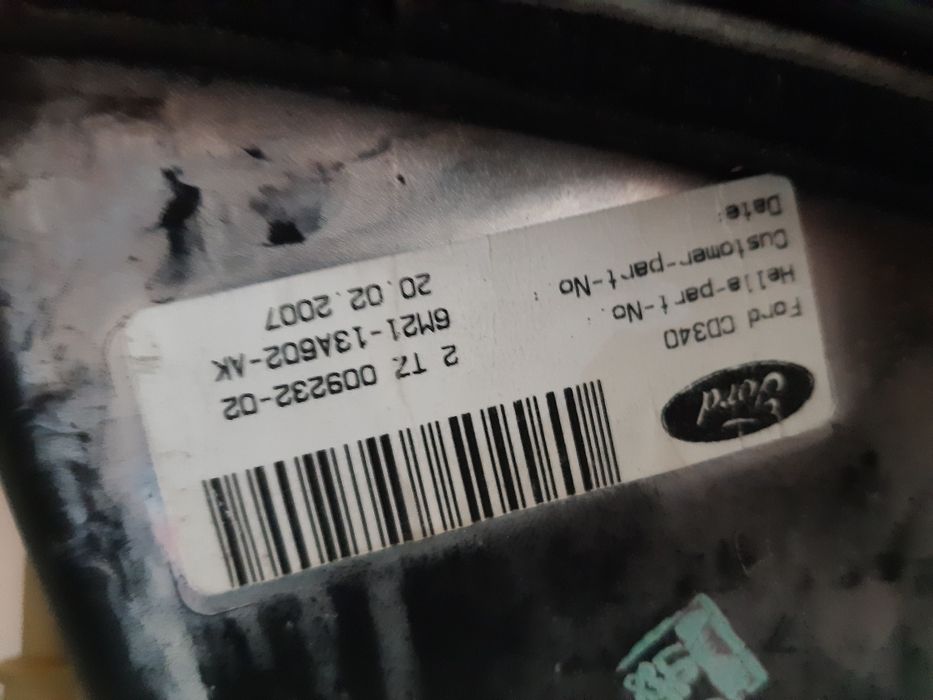 Ford
Ford CD340
Hella-part-No.: 2 TZ 009232-02
Customer-part-No : 6M21-13A602-AK
Date: 20.02.2007